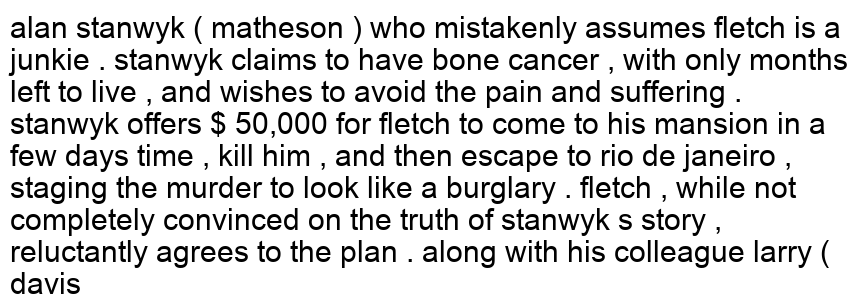 alan stanwyk ( matheson ) who mistakenly assumes fletch is a
junkie . stanwyk claims to have bone cancer , with only months
left to live , and wishes to avoid the pain and suffering .
stanwyk offers $ 50,000 for fletch to come to his mansion in a
few days time , kill him , and then escape to rio de janeiro ,
staging the murder to look like a burglary . fletch , while not
completely convinced on the truth of stanwyk s story ,
reluctantly agrees to the plan . along with his colleague larry (
davis